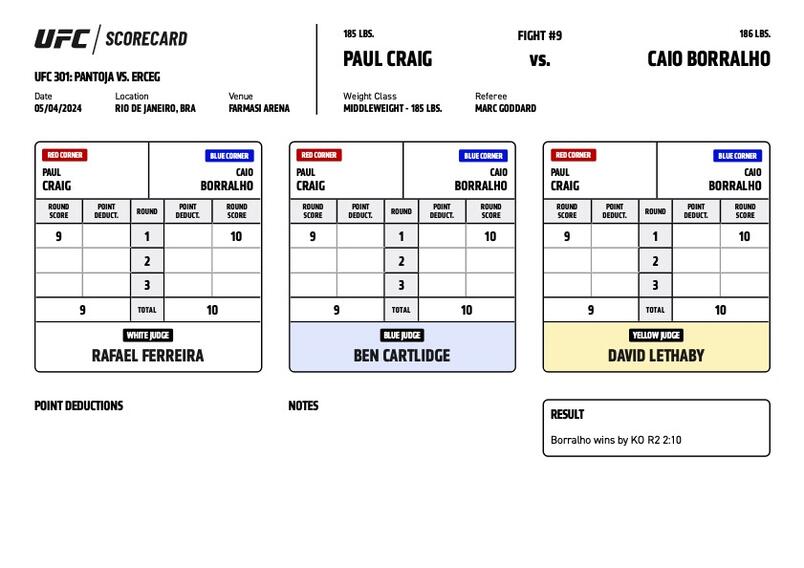 UFC SCORECARD
UFC 301: PANTOJA VS. ERCEG
Date Location Venue
05/04/2024 RIO DE JANEIRO, BRA FARMASI ARENA
185 LBS. FIGHT #9 186 LBS.
PAUL CRAIG vs. CAIO BORRALHO
Weight Class Referee
MIDDLEWEIGHT - 185 LBS. MARC GODDARD
RED CORNER BLUE CORNER
PAUL CAIO
CRAIG BORRALHO
ROUND SCORE POINT DEDUCT. ROUND POINT DEDUCT. ROUND SCORE
9 1 10
2
3
9 TOTAL 10
WHITE JUDGE
RAFAEL FERREIRA
RED CORNER BLUE CORNER
PAUL CAIO
CRAIG BORRALHO
ROUND SCORE POINT DEDUCT. ROUND POINT DEDUCT. ROUND SCORE
9 1 10
2
3
9 TOTAL 10
BLUE JUDGE
BEN CARTLIDGE
RED CORNER BLUE CORNER
PAUL CAIO
CRAIG BORRALHO
ROUND SCORE POINT DEDUCT. ROUND POINT DEDUCT. ROUND SCORE
9 1 10
2
3
9 TOTAL 10
YELLOW JUDGE
DAVID LETHABY
POINT DEDUCTIONS
NOTES
RESULT
Borralho wins by KO R2 2:10